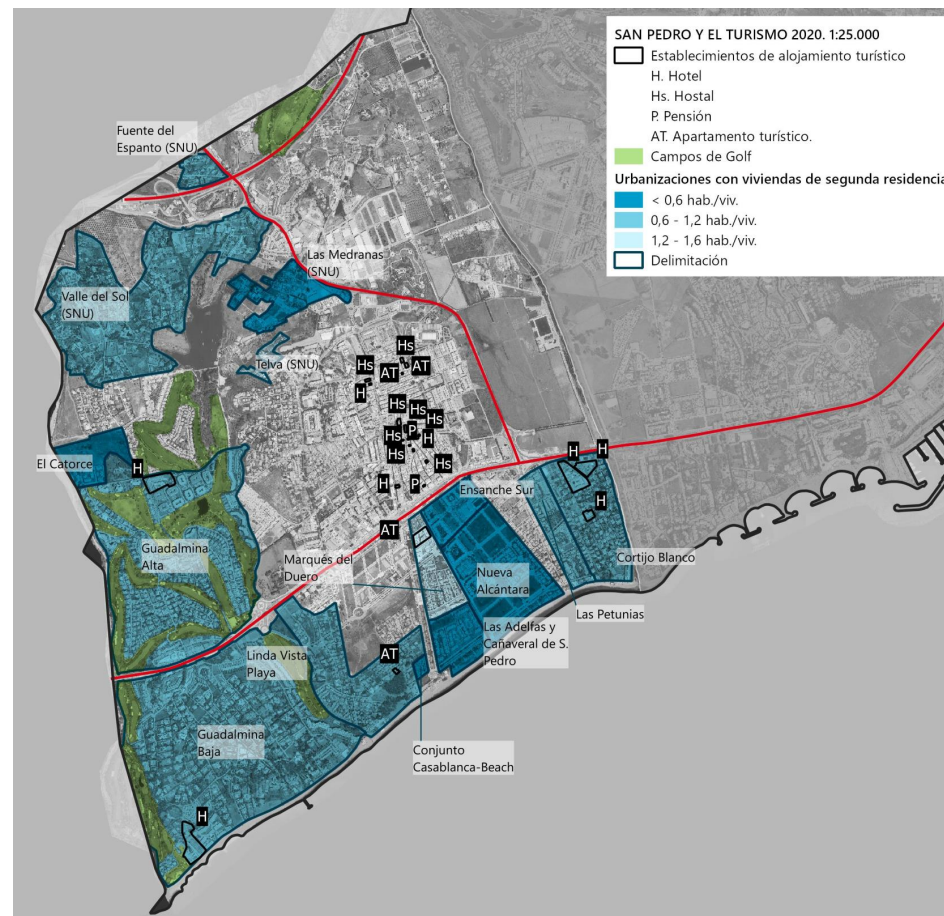 SAN PEDRO Y EL TURISMO 2020. 1:25.000
Establecimientos de alojamiento turístico
H. Hotel
Hs. Hostal
P. Pensión
AT. Apartamento turístico.
Campos de Golf
Urbanizaciones con viviendas de segunda residencia
< 0,6 hab./viv.
0,6 - 1,2 hab./viv.
1,2 - 1,6 hab./viv.
Delimitación
Fuente del
Espanto (SNU)
Las Medranas
(SNU)
Valle del Sol
(SNU)
Telva (SNU)
Hs
Hs
AT
AT
H
Hs
Hs
Hs
P
Hs
H
Hs
Hs
H
P
H
H
El Catorce
H
Ensanche Sur
H
AT
Guadalmina
Alta
Marqués del
Duero
Nueva
Alcántara
Cortijo Blanco
Las Petunias
Las Adelfas y
Cañaveral de S.
Pedro
Linda Vista
Playa
AT
Guadalmina
Baja
Conjunto
Casablanca-Beach
H